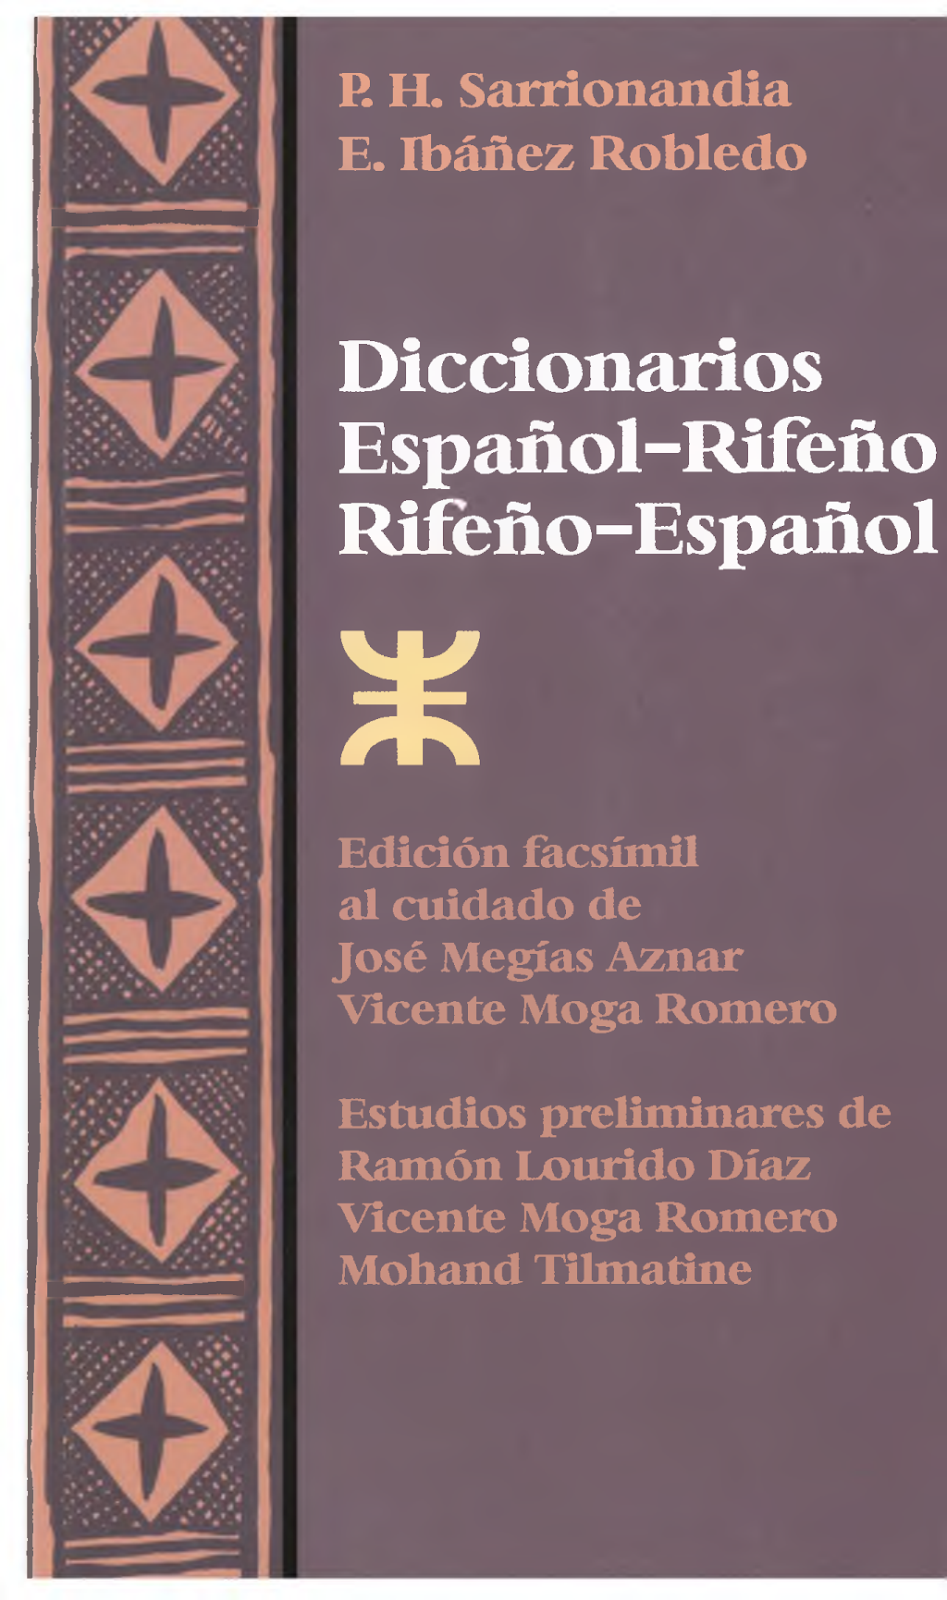 P. H. Sarrionandia
E. Ibáñez Robledo
Diccionarios
Español-Rifeño
Rifeño-Español
ⵣ
Edición facsímil
al cuidado de
José Megías Aznar
Vicente Moga Romero
Estudios preliminares de
Ramón Lourido Díaz
Vicente Moga Romero
Mohand Tilmatine